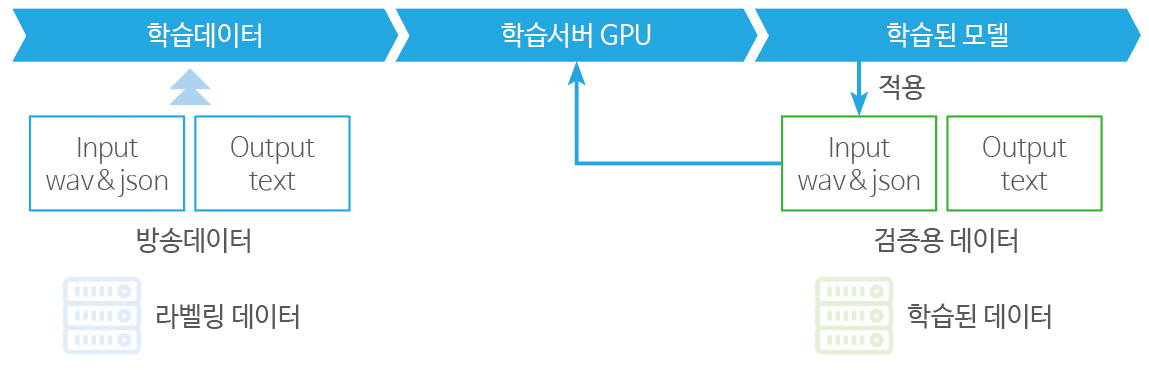 학습데이터
학습서버 GPU
학습된 모델
적용
Input
wav & json
Output
text
Input
wav & json
Output
text
방송데이터
검증용 데이터
라벨링 데이터
학습된 데이터